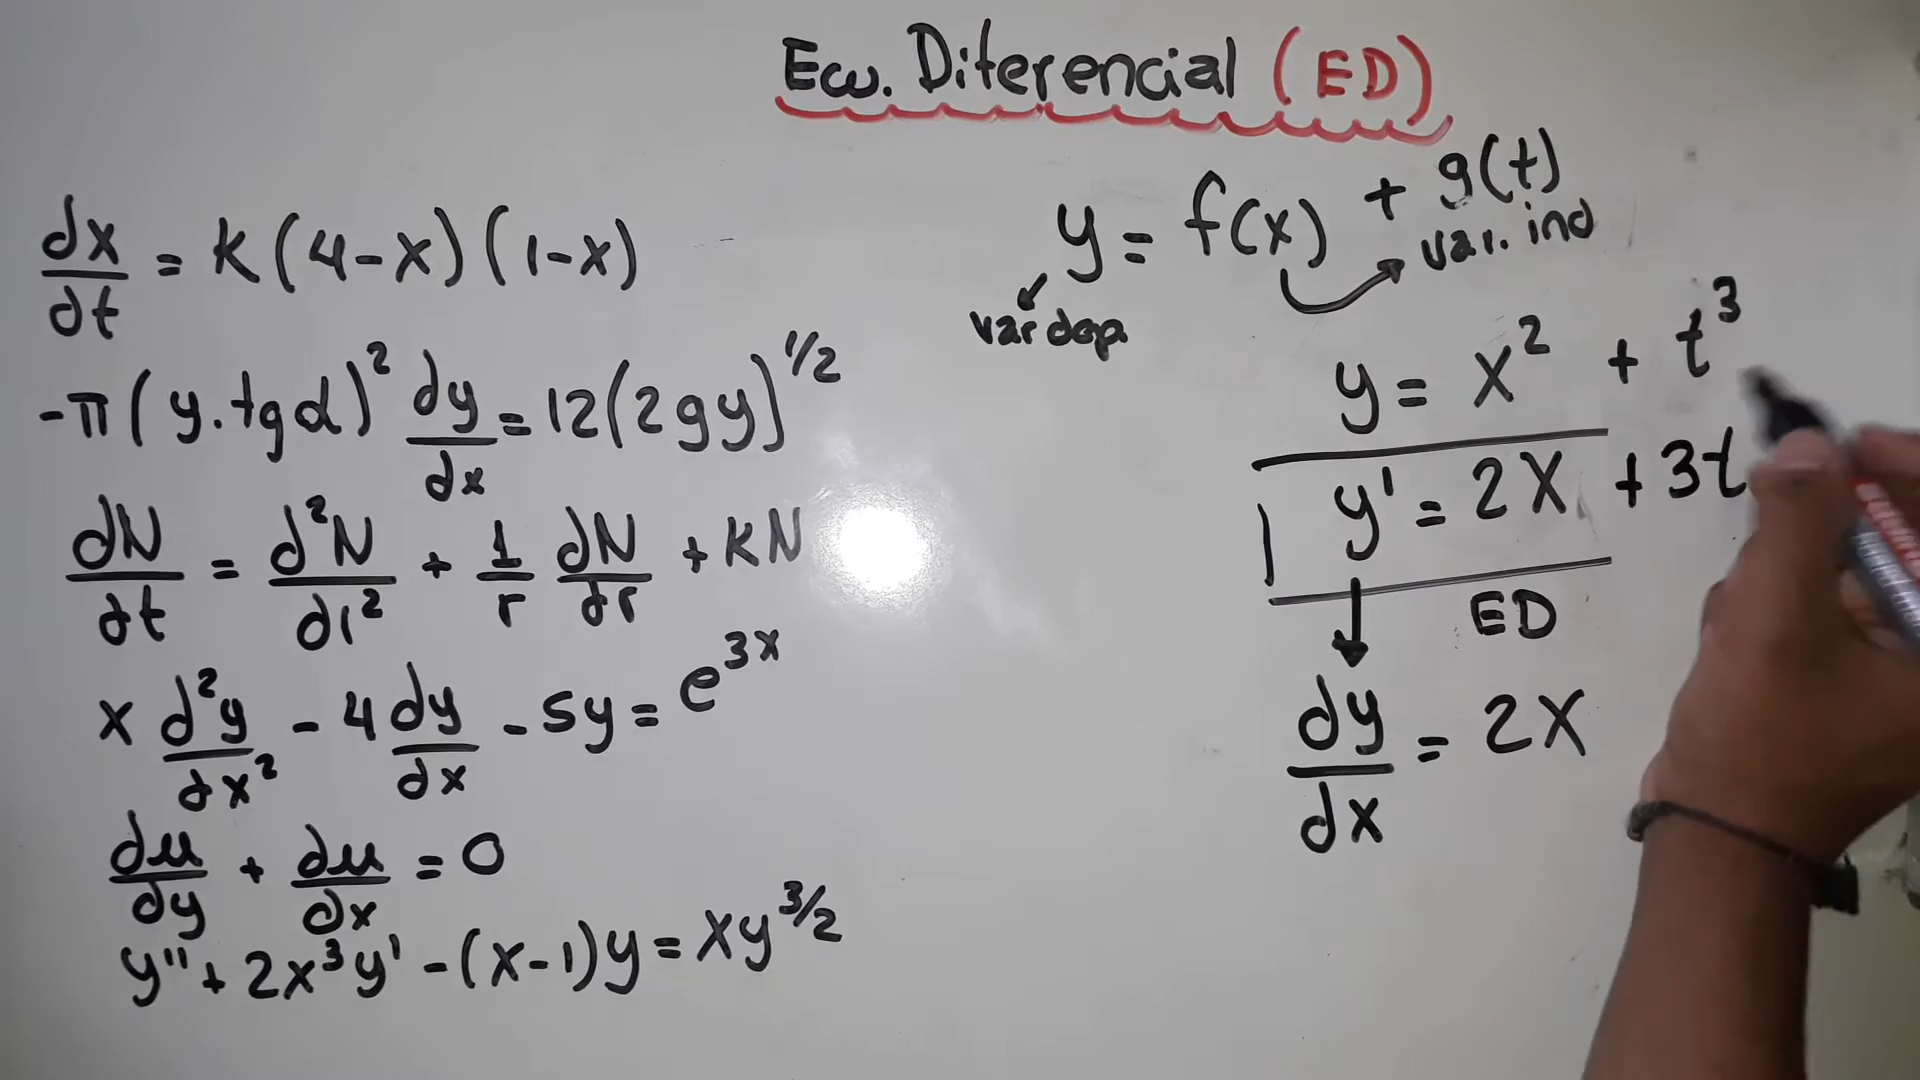 Ecu. Diferencial (ED)
dx/dt = K(4-x)(1-x)
-π(y.tgα)² dy/dx = 12(2gy)^1/2
dN/dt = d²N/dr² + 1/r dN/dr + KN
x d²y/dx² - 4 dy/dx - 5y = e^3x
du/dy + du/dx = 0
y'' + 2x³y' - (x-1)y = xy^3/2
y = f(x) + g(t)
var dep.
var. ind
y = x² + t³
y' = 2x + 3t
ED
dy/dx = 2x